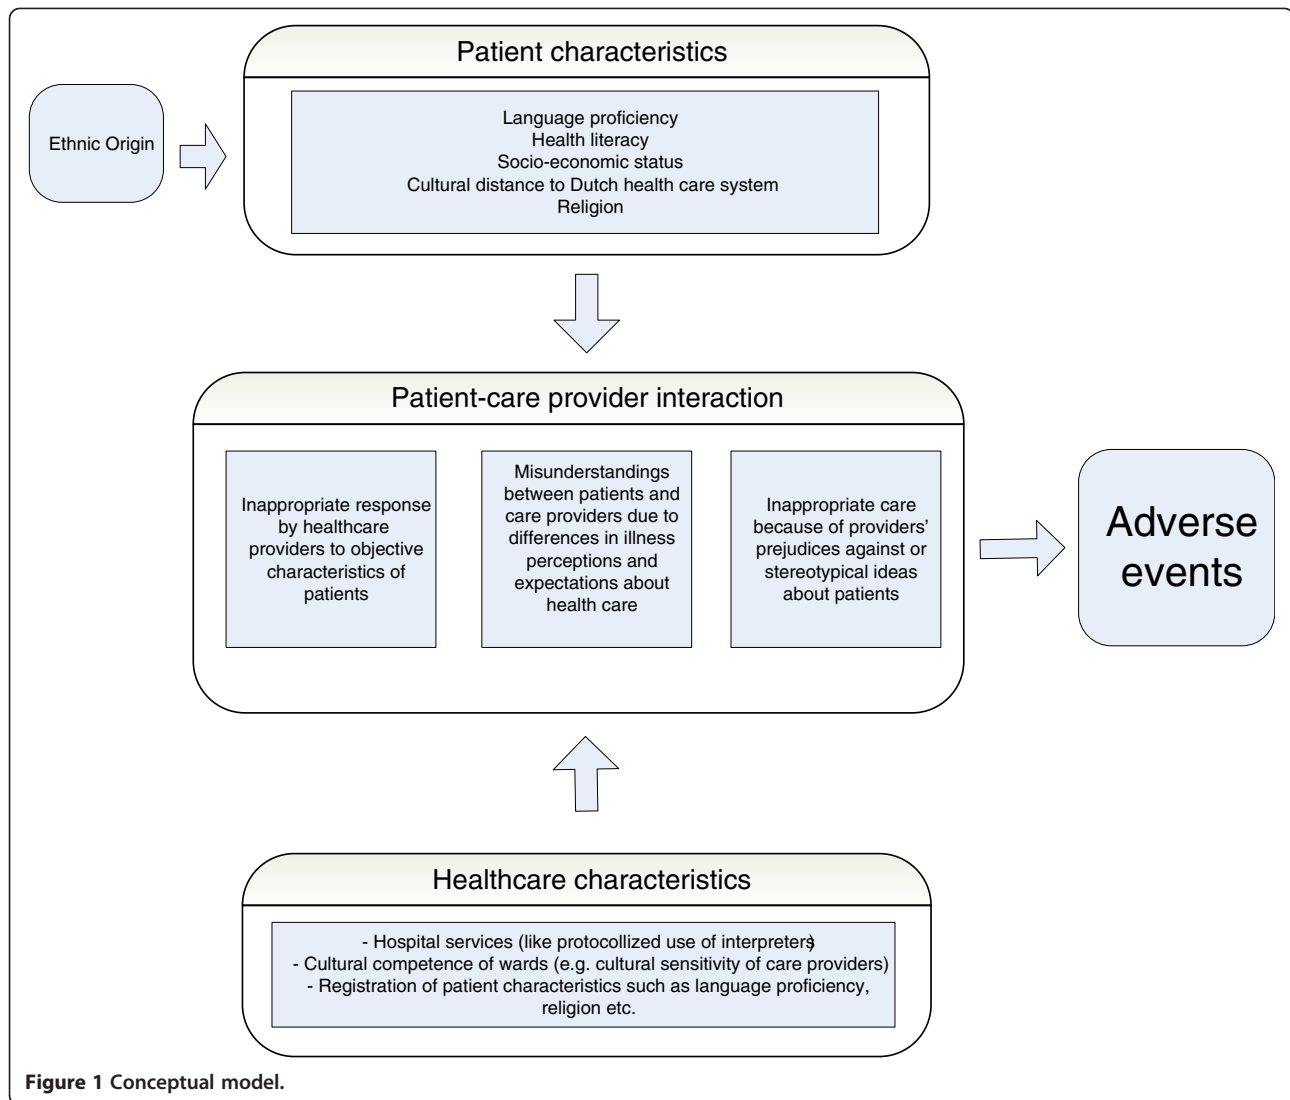 Patient characteristics
Ethnic Origin
Language proficiency
Health literacy
Socio-economic status
Cultural distance to Dutch health care system
Religion
Patient-care provider interaction
Inappropriate response
by healthcare
providers to objective
characteristics of
patients
Misunderstandings
between patients and
care providers due to
differences in illness
perceptions and
expectations about
health care
Inappropriate care
because of providers’
prejudices against or
stereotypical ideas
about patients
Adverse
events
Healthcare characteristics
- Hospital services (like protocollized use of interpreters)
- Cultural competence of wards (e.g. cultural sensitivity of care providers)
- Registration of patient characteristics such as language proficiency,
religion etc.
Figure 1 Conceptual model.